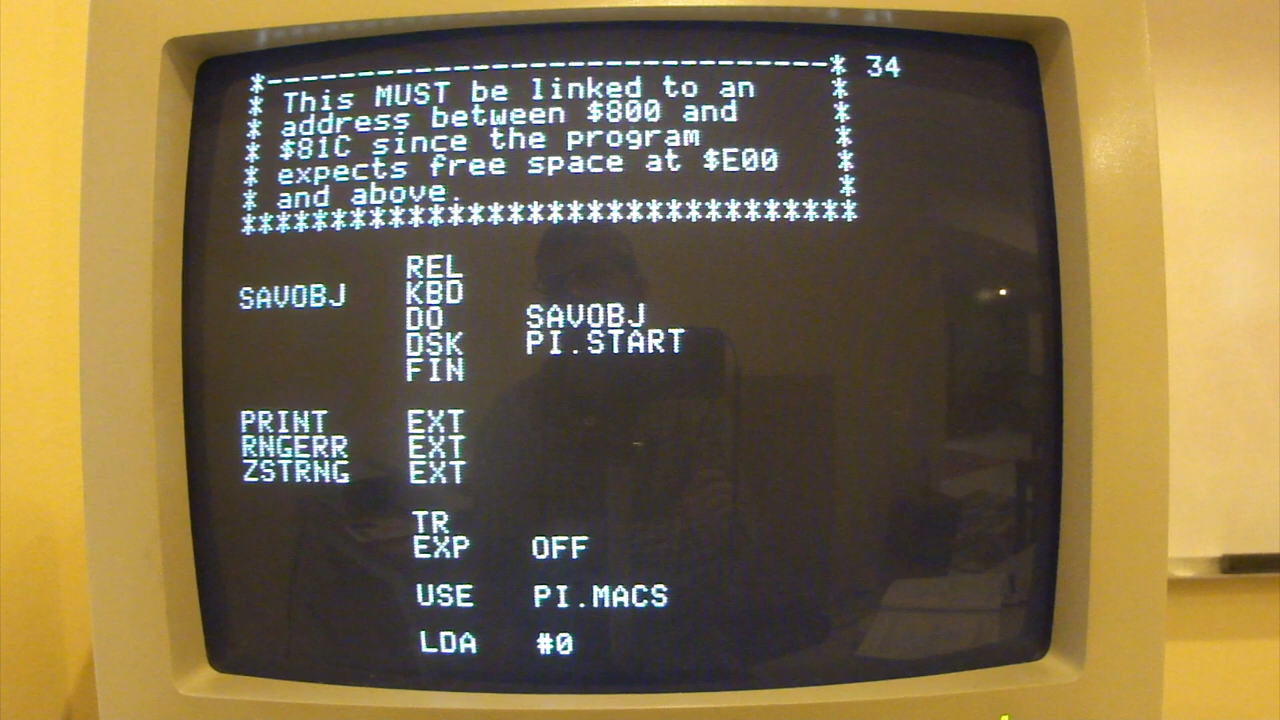 *------------------------------* 34
* This MUST be linked to an *
* address between $800 and *
* $81C since the program *
* expects free space at $E00 *
* and above. *
*********************************
REL
SAVOBJ KBD
DO SAVOBJ
DSK PI.START
FIN
PRINT EXT
RNGERR EXT
ZSTRNG EXT
TR
EXP OFF
USE PI.MACS
LDA #0